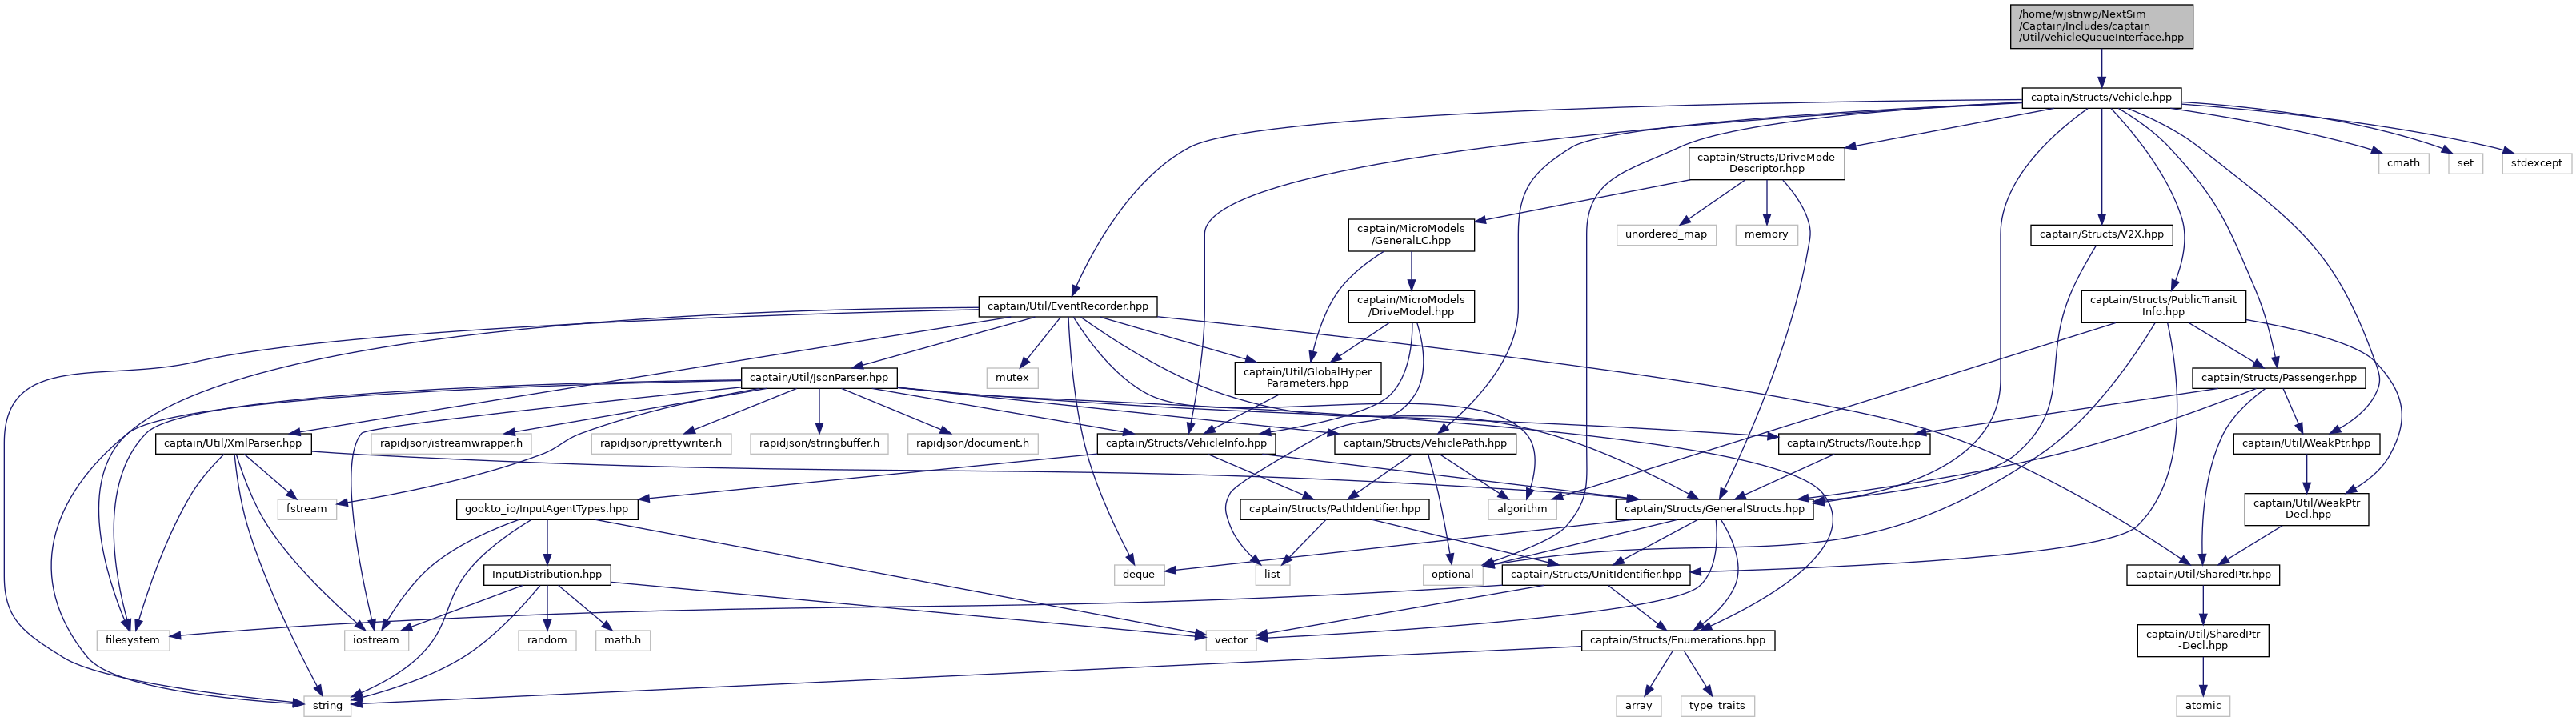 /home/wjstnwp/NextSim
/Captain/Includes/captain
/Util/VehicleQueueInterface.hpp
captain/Structs/Vehicle.hpp
captain/Structs/DriveMode
Descriptor.hpp
cmath
set
stdexcept
captain/MicroModels
/GeneralLC.hpp
unordered_map
memory
captain/Structs/V2X.hpp
captain/Util/EventRecorder.hpp
captain/MicroModels
/DriveModel.hpp
captain/Structs/PublicTransit
Info.hpp
captain/Util/JsonParser.hpp
mutex
captain/Util/GlobalHyper
Parameters.hpp
captain/Structs/Passenger.hpp
captain/Util/XmlParser.hpp
rapidjson/istreamwrapper.h
rapidjson/prettywriter.h
rapidjson/stringbuffer.h
rapidjson/document.h
captain/Structs/VehicleInfo.hpp
captain/Structs/VehiclePath.hpp
captain/Structs/Route.hpp
captain/Util/WeakPtr.hpp
fstream
gookto_io/InputAgentTypes.hpp
captain/Structs/PathIdentifier.hpp
algorithm
captain/Structs/GeneralStructs.hpp
captain/Util/WeakPtr
-Decl.hpp
InputDistribution.hpp
deque
list
optional
captain/Structs/UnitIdentifier.hpp
captain/Util/SharedPtr.hpp
filesystem
iostream
random
math.h
vector
captain/Structs/Enumerations.hpp
captain/Util/SharedPtr
-Decl.hpp
string
array
type_traits
atomic